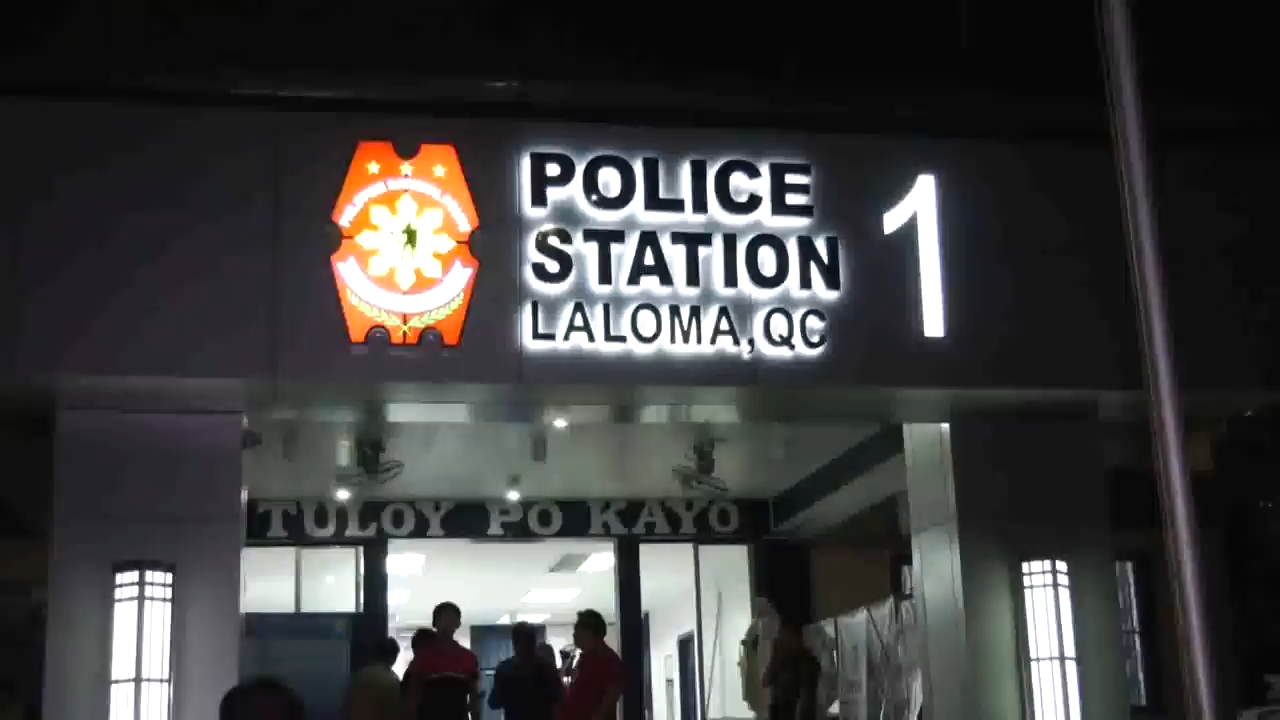 POLICE
STATION
LALOMA, QC
1
TULOY PO KAYO